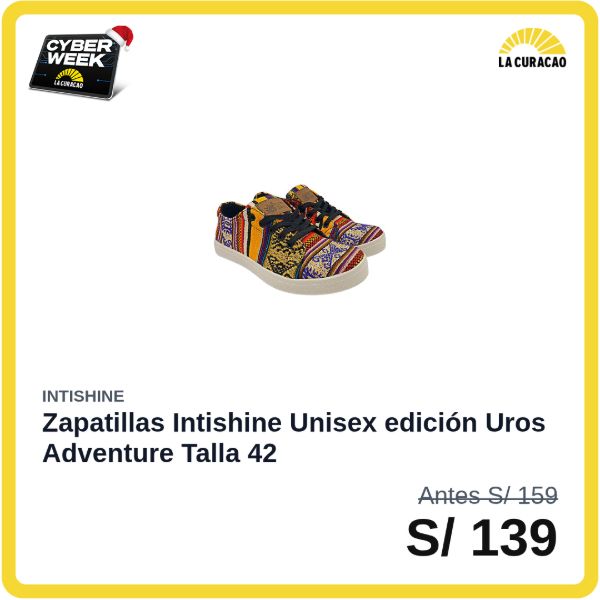 CYBER
WEEK
LA CURACAO
LA CURACAO
INTISHINE
Zapatillas Intishine Unisex edición Uros
Adventure Talla 42
Antes S/ 159
S/ 139